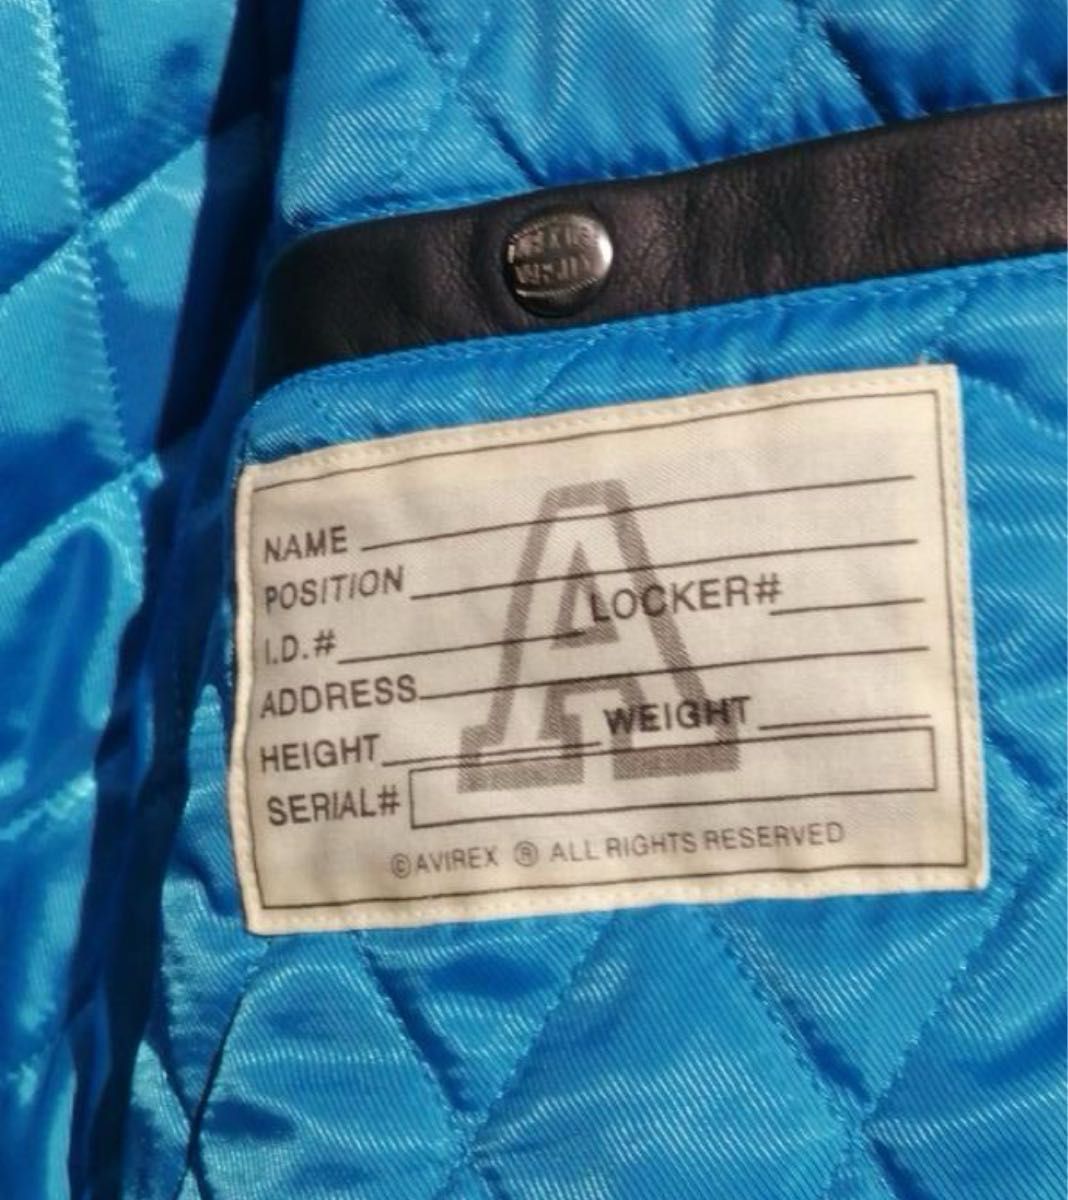 NAME
POSITION
I.D.# LOCKER#
ADDRESS
HEIGHT WEIGHT
SERIAL#
©AVIREX ® ALL RIGHTS RESERVED
A